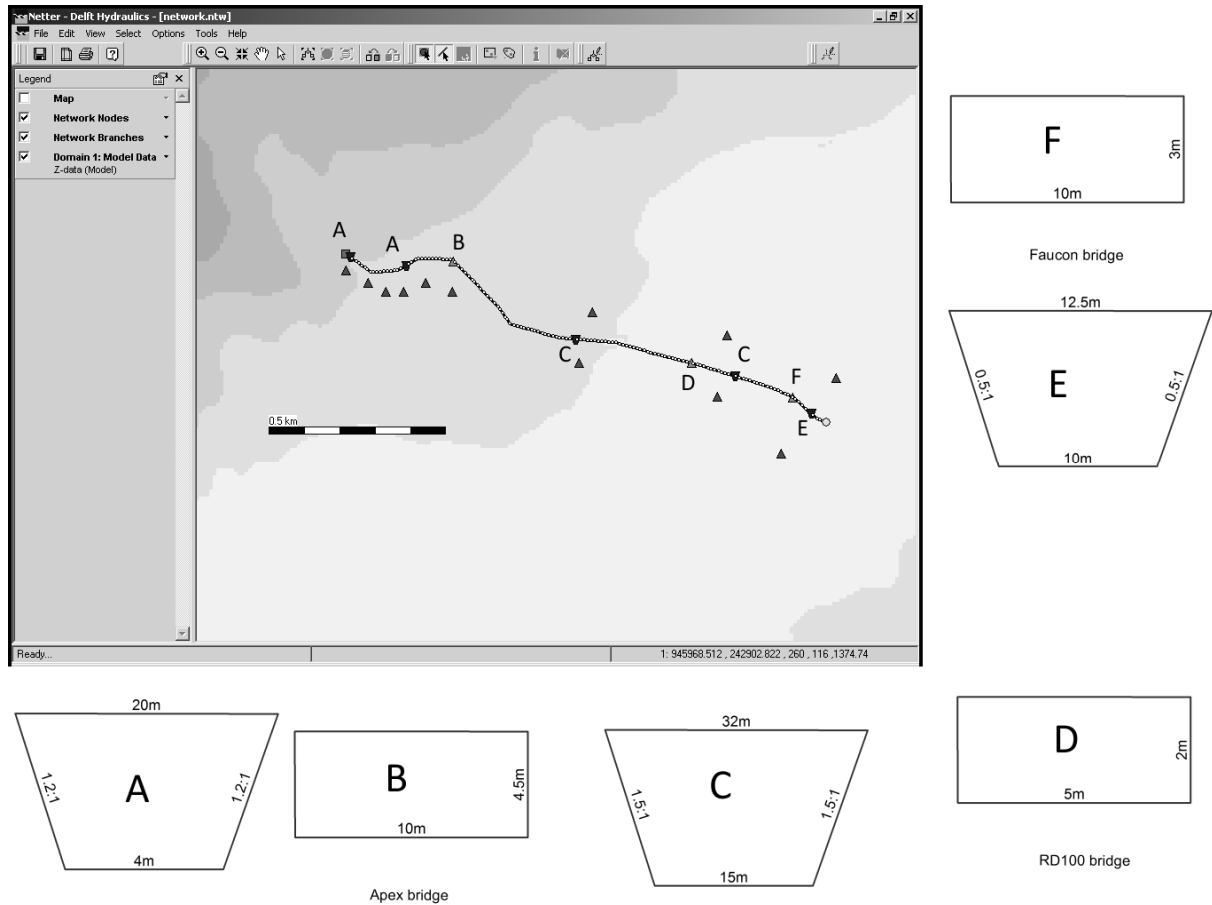 Netter - Delft Hydraulics - [network.ntw]
File Edit View Select Options Tools Help
Legend
Map
Network Nodes
Network Branches
Domain 1: Model Data
Z-data (Model)
A
A
B
C
D
C
F
E
0.5 km
Ready...
1: 945968.512 , 242902.822 , 260 , 116 ,1374.74
F
3m
10m
Faucon bridge
12.5m
0.5:1
E
0.5:1
10m
20m
1.2:1
A
1.2:1
4m
B
4.5m
10m
Apex bridge
32m
1.5:1
C
1.5:1
15m
D
2m
5m
RD100 bridge